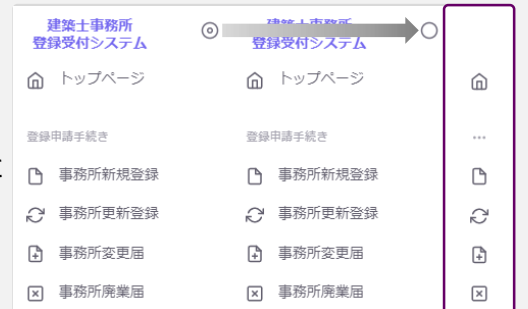 建築士事務所
登録受付システム
トップページ
登録申請手続き
事務所新規登録
事務所更新登録
事務所変更届
事務所廃業届
建築士事務所
登録受付システム
トップページ
登録申請手続き
事務所新規登録
事務所更新登録
事務所変更届
事務所廃業届
...